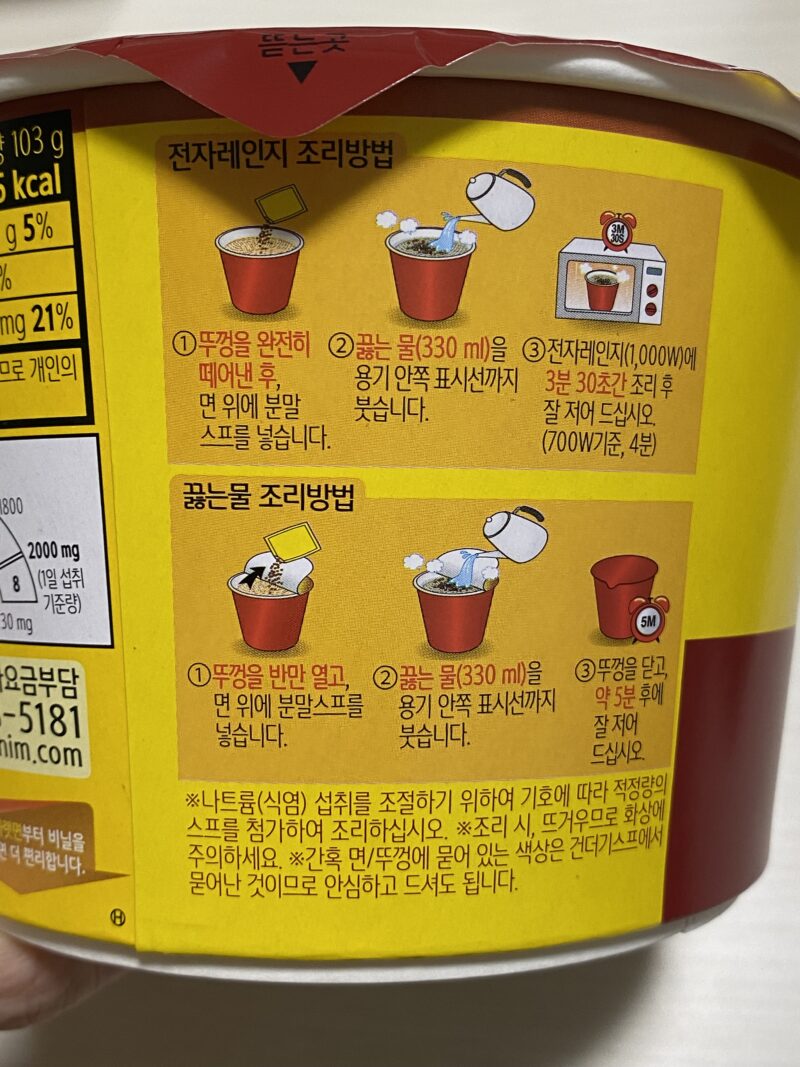 뜯는곳
103 g
kcal
g 5%
%
mg 21%
므로 개인의
1800
2000 mg
8
(1일 섭취
기준량)
30 mg
요금부담
-5181
nim.com
부터 비닐을
면 더 편리합니다.
H
전자레인지 조리방법
3M
30S
①뚜껑을 완전히
떼어낸 후,
면 위에 분말
스프를 넣습니다.
②끓는 물(330 ml)을
용기 안쪽 표시선까지
붓습니다.
③전자레인지(1,000W)에
3분 30초간 조리 후
잘 저어 드십시오.
(700W기준, 4분)
끓는물 조리방법
5M
①뚜껑을 반만 열고,
면 위에 분말스프를
넣습니다.
②끓는 물(330 ml)을
용기 안쪽 표시선까지
붓습니다.
③뚜껑을 닫고,
약 5분 후에
잘 저어
드십시오.
※나트륨(식염) 섭취를 조절하기 위하여 기호에 따라 적정량의
스프를 첨가하여 조리하십시오. ※조리 시, 뜨거우므로 화상에
주의하세요. ※간혹 면/뚜껑에 묻어 있는 색상은 건더기스프에서
묻어난 것이므로 안심하고 드셔도 됩니다.